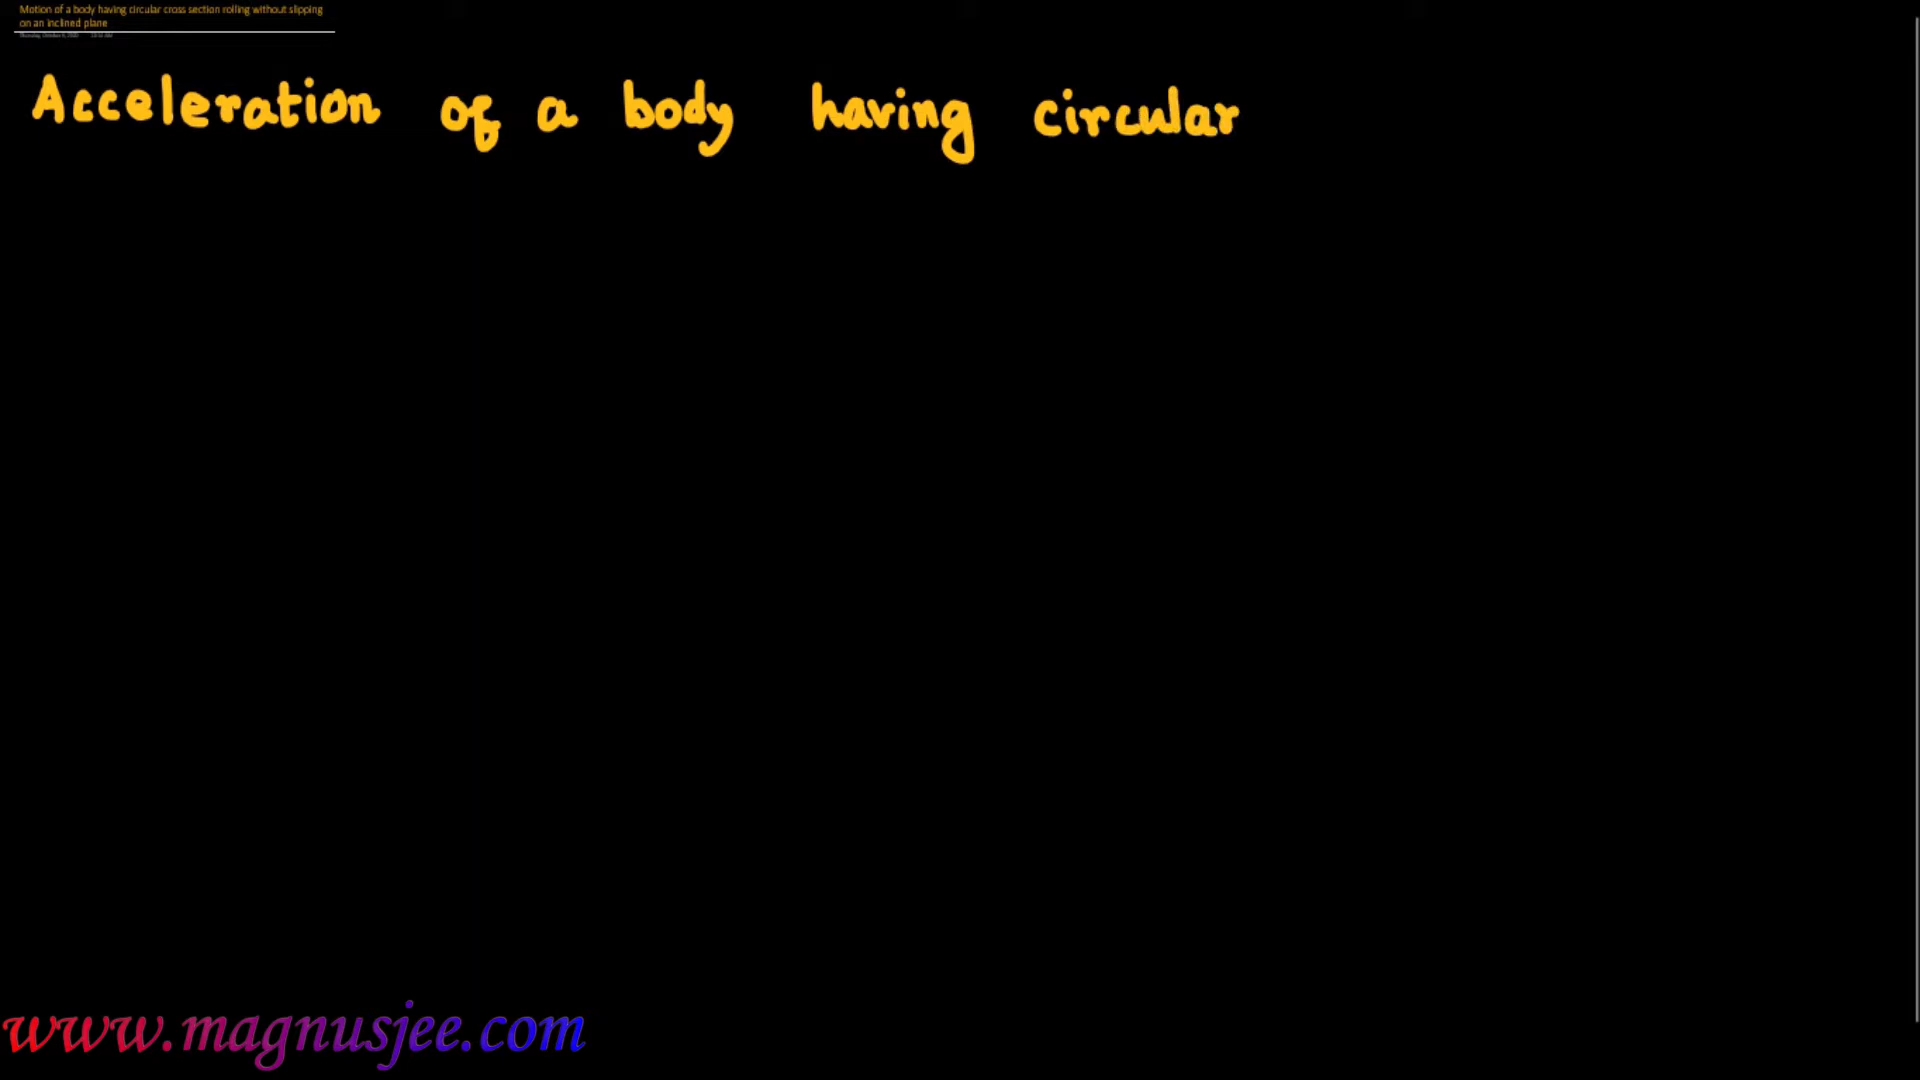 Motion of a body having circular cross section rolling without slipping
on an inclined plane
Acceleration of a body having circular
www.magnusjee.com